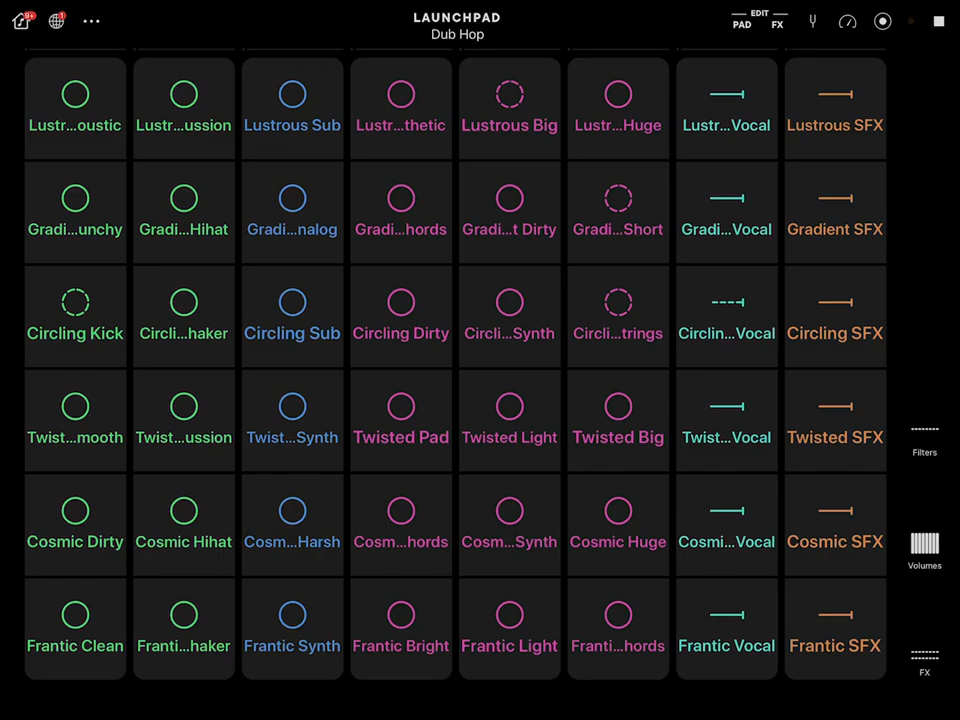 9+
1
LAUNCHPAD
Dub Hop
EDIT
PAD FX
Lustr...oustic Lustr...ussion Lustrous Sub Lustr...thetic Lustrous Big Lustr...Huge Lustr...Vocal Lustrous SFX
Gradi...unchy Gradi...Hihat Gradi...nalog Gradi...hords Gradi...t Dirty Gradi...Short Gradi...Vocal Gradient SFX
Circling Kick Circli...haker Circling Sub Circling Dirty Circli...Synth Circli...trings Circlin...Vocal Circling SFX
Twist...mooth Twist...ussion Twist...Synth Twisted Pad Twisted Light Twisted Big Twist...Vocal Twisted SFX
Filters
Cosmic Dirty Cosmic Hihat Cosm...Harsh Cosm...hords Cosm...Synth Cosmic Huge Cosmi...Vocal Cosmic SFX
Volumes
Frantic Clean Franti...haker Frantic Synth Frantic Bright Frantic Light Franti...hords Frantic Vocal Frantic SFX
FX